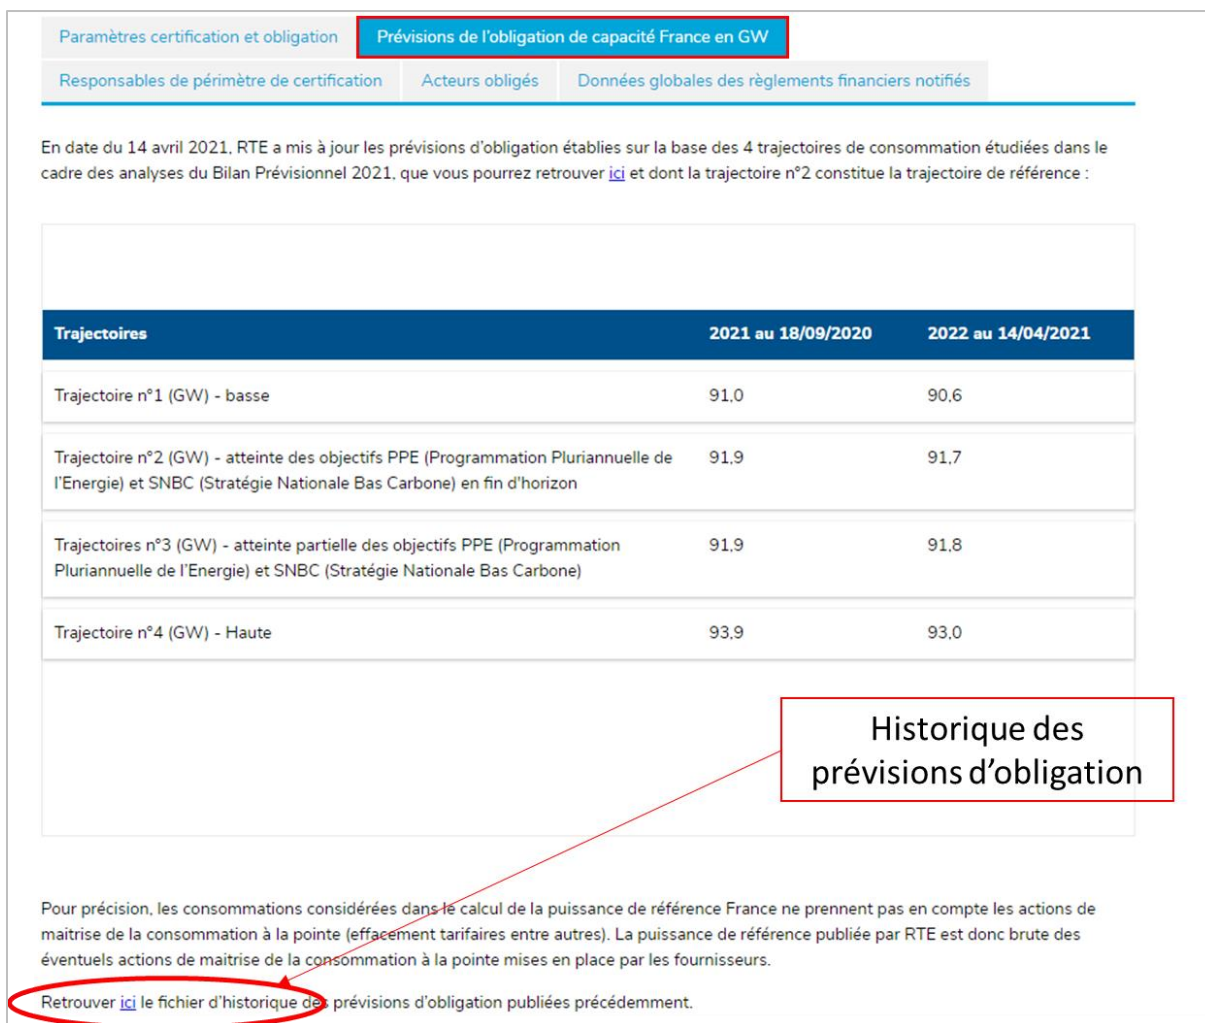 Paramètres certification et obligation
Prévisions de l'obligation de capacité France en GW
Responsables de périmètre de certification
Acteurs obligés
Données globales des règlements financiers notifiés
En date du 14 avril 2021, RTE a mis à jour les prévisions d'obligation établies sur la base des 4 trajectoires de consommation étudiées dans le
cadre des analyses du Bilan Prévisionnel 2021, que vous pourrez retrouver ici et dont la trajectoire n°2 constitue la trajectoire de référence :
Trajectoires 2021 au 18/09/2020 2022 au 14/04/2021
Trajectoire n°1 (GW) - basse 91,0 90,6
Trajectoire n°2 (GW) - atteinte des objectifs PPE (Programmation Pluriannuelle de 91,9 91,7
l'Energie) et SNBC (Stratégie Nationale Bas Carbone) en fin d'horizon
Trajectoires n°3 (GW) - atteinte partielle des objectifs PPE (Programmation 91,9 91,8
Pluriannuelle de l'Energie) et SNBC (Stratégie Nationale Bas Carbone)
Trajectoire n°4 (GW) - Haute 93,9 93,0
Historique des
prévisions d'obligation
Pour précision, les consommations considérées dans le calcul de la puissance de référence France ne prennent pas en compte les actions de
maitrise de la consommation à la pointe (effacement tarifaires entre autres). La puissance de référence publiée par RTE est donc brute des
éventuels actions de maitrise de la consommation à la pointe mises en place par les fournisseurs.
Retrouver ici le fichier d'historique des prévisions d'obligation publiées précédemment.